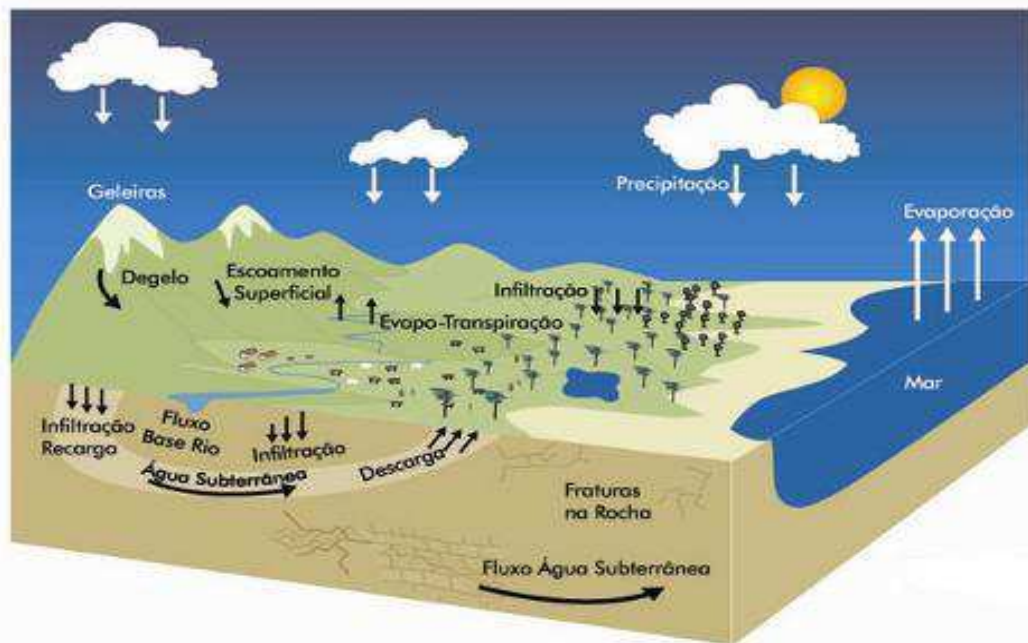 Geleiras
Precipitação
Evaporação
Degelo
Escoamento
Superficial
Infiltração
Evapo-Transpiração
Mar
Infiltração
Recarga
Fluxo
Base Rio
Infiltração
Descarga
Água Subterrânea
Fraturas
na Rocha
Fluxo Água Subterrânea